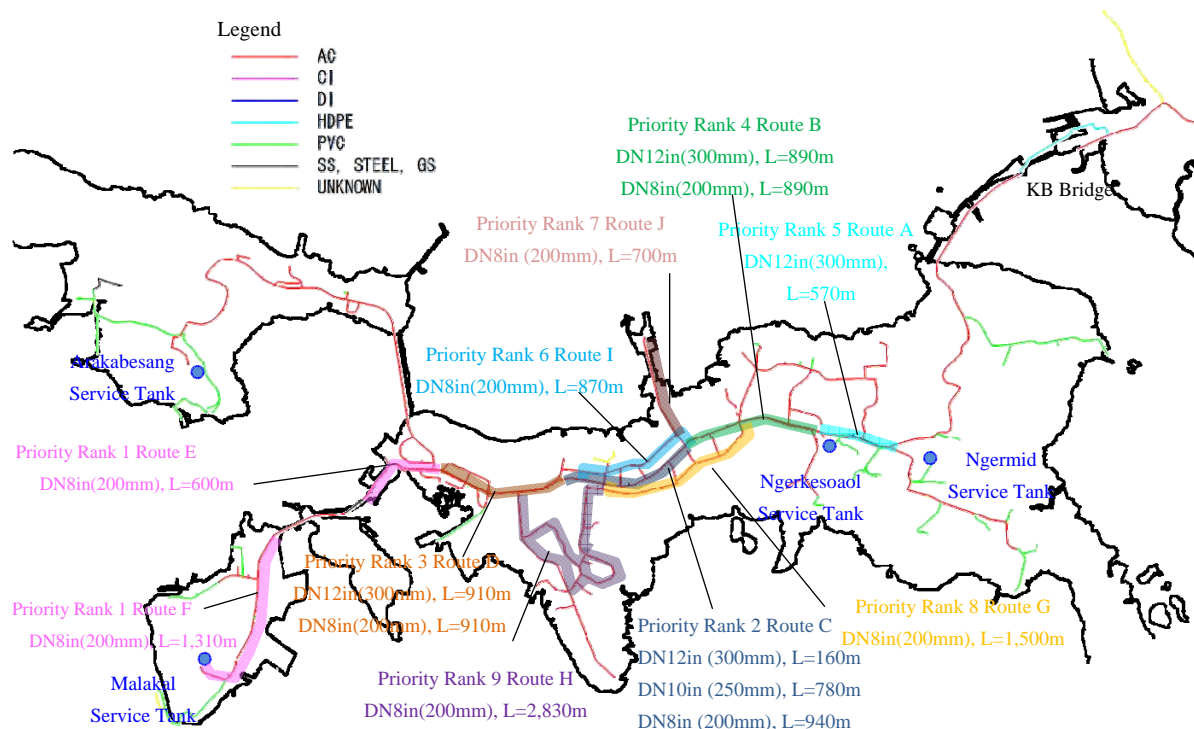 Legend
AC
CI
DI
HDPE
PVC
SS, STEEL, GS
UNKNOWN
Priority Rank 4 Route B
DN12in(300mm), L=890m
DN8in(200mm), L=890m
KB Bridge
Priority Rank 7 Route J
DN8in (200mm), L=700m
Priority Rank 5 Route A
DN12in(300mm),
L=570m
Priority Rank 6 Route I
DN8in(200mm), L=870m
Arakabesang
Service Tank
Priority Rank 1 Route E
DN8in(200mm), L=600m
Ngerkesoaol
Service Tank
Ngermid
Service Tank
Priority Rank 3 Route D
DN12in(300mm), L=910m
DN8in(200mm), L=910m
Priority Rank 1 Route F
DN8in(200mm), L=1,310m
Priority Rank 8 Route G
DN8in(200mm), L=1,500m
Priority Rank 2 Route C
DN12in (300mm), L=160m
DN10in (250mm), L=780m
DN8in (200mm), L=940m
Malakal
Service Tank
Priority Rank 9 Route H
DN8in(200mm), L=2,830m